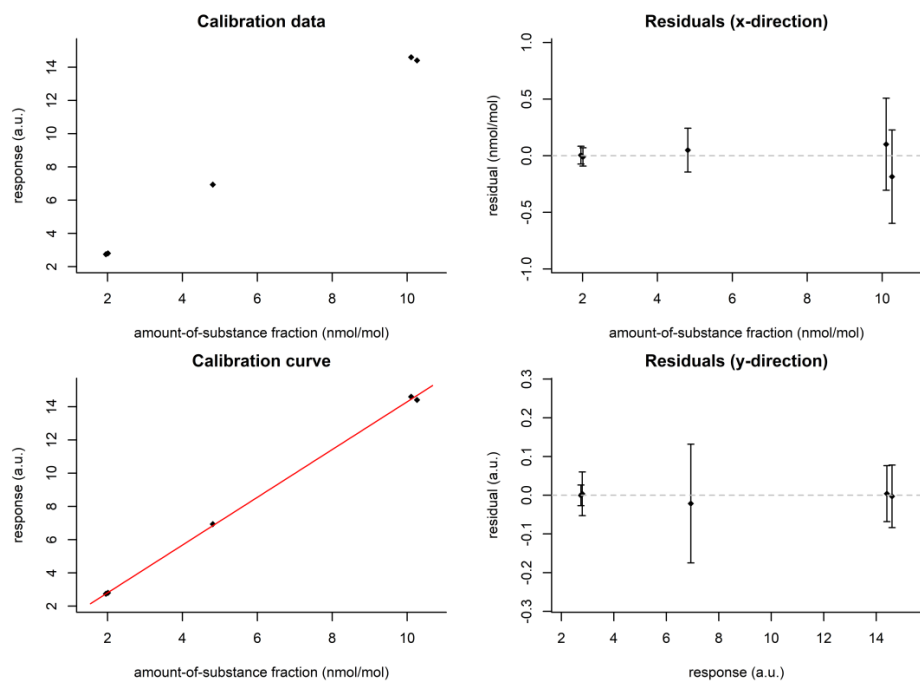 Calibration data
response (a.u.)
14
12
10
8
6
4
2
2 4 6 8 10
amount-of-substance fraction (nmol/mol)
Residuals (x-direction)
residual (nmol/mol)
1.0
0.5
0.0
-0.5
-1.0
2 4 6 8 10
amount-of-substance fraction (nmol/mol)
Calibration curve
response (a.u.)
14
12
10
8
6
4
2
2 4 6 8 10
amount-of-substance fraction (nmol/mol)
Residuals (y-direction)
residual (a.u.)
0.3
0.2
0.1
0.0
-0.1
-0.2
-0.3
2 4 6 8 10 12 14
response (a.u.)